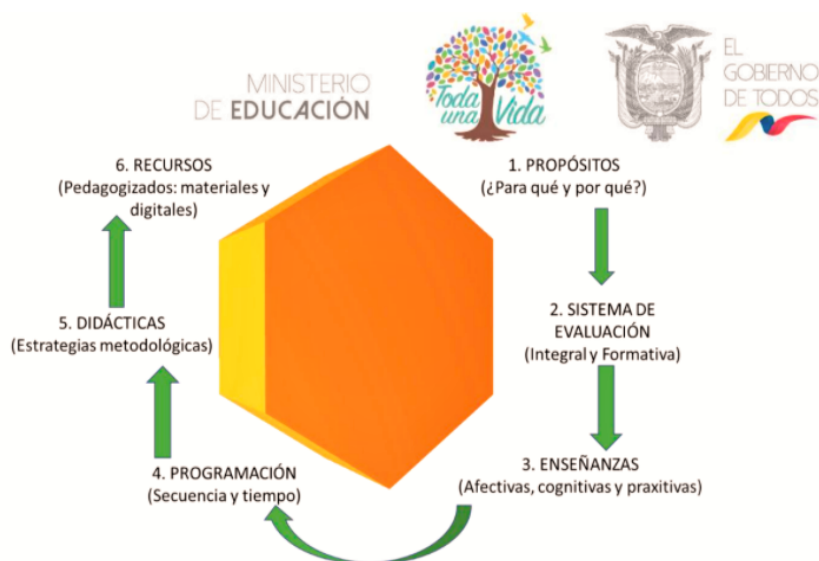 MINISTERIO
DE EDUCACIÓN
Toda
una Vida
EL
GOBIERNO
DE TODOS
1. PROPÓSITOS
(¿Para qué y por qué?)
2. SISTEMA DE
EVALUACIÓN
(Integral y Formativa)
3. ENSEÑANZAS
(Afectivas, cognitivas y praxitivas)
4. PROGRAMACIÓN
(Secuencia y tiempo)
5. DIDÁCTICAS
(Estrategias metodológicas)
6. RECURSOS
(Pedagogizados: materiales y
digitales)